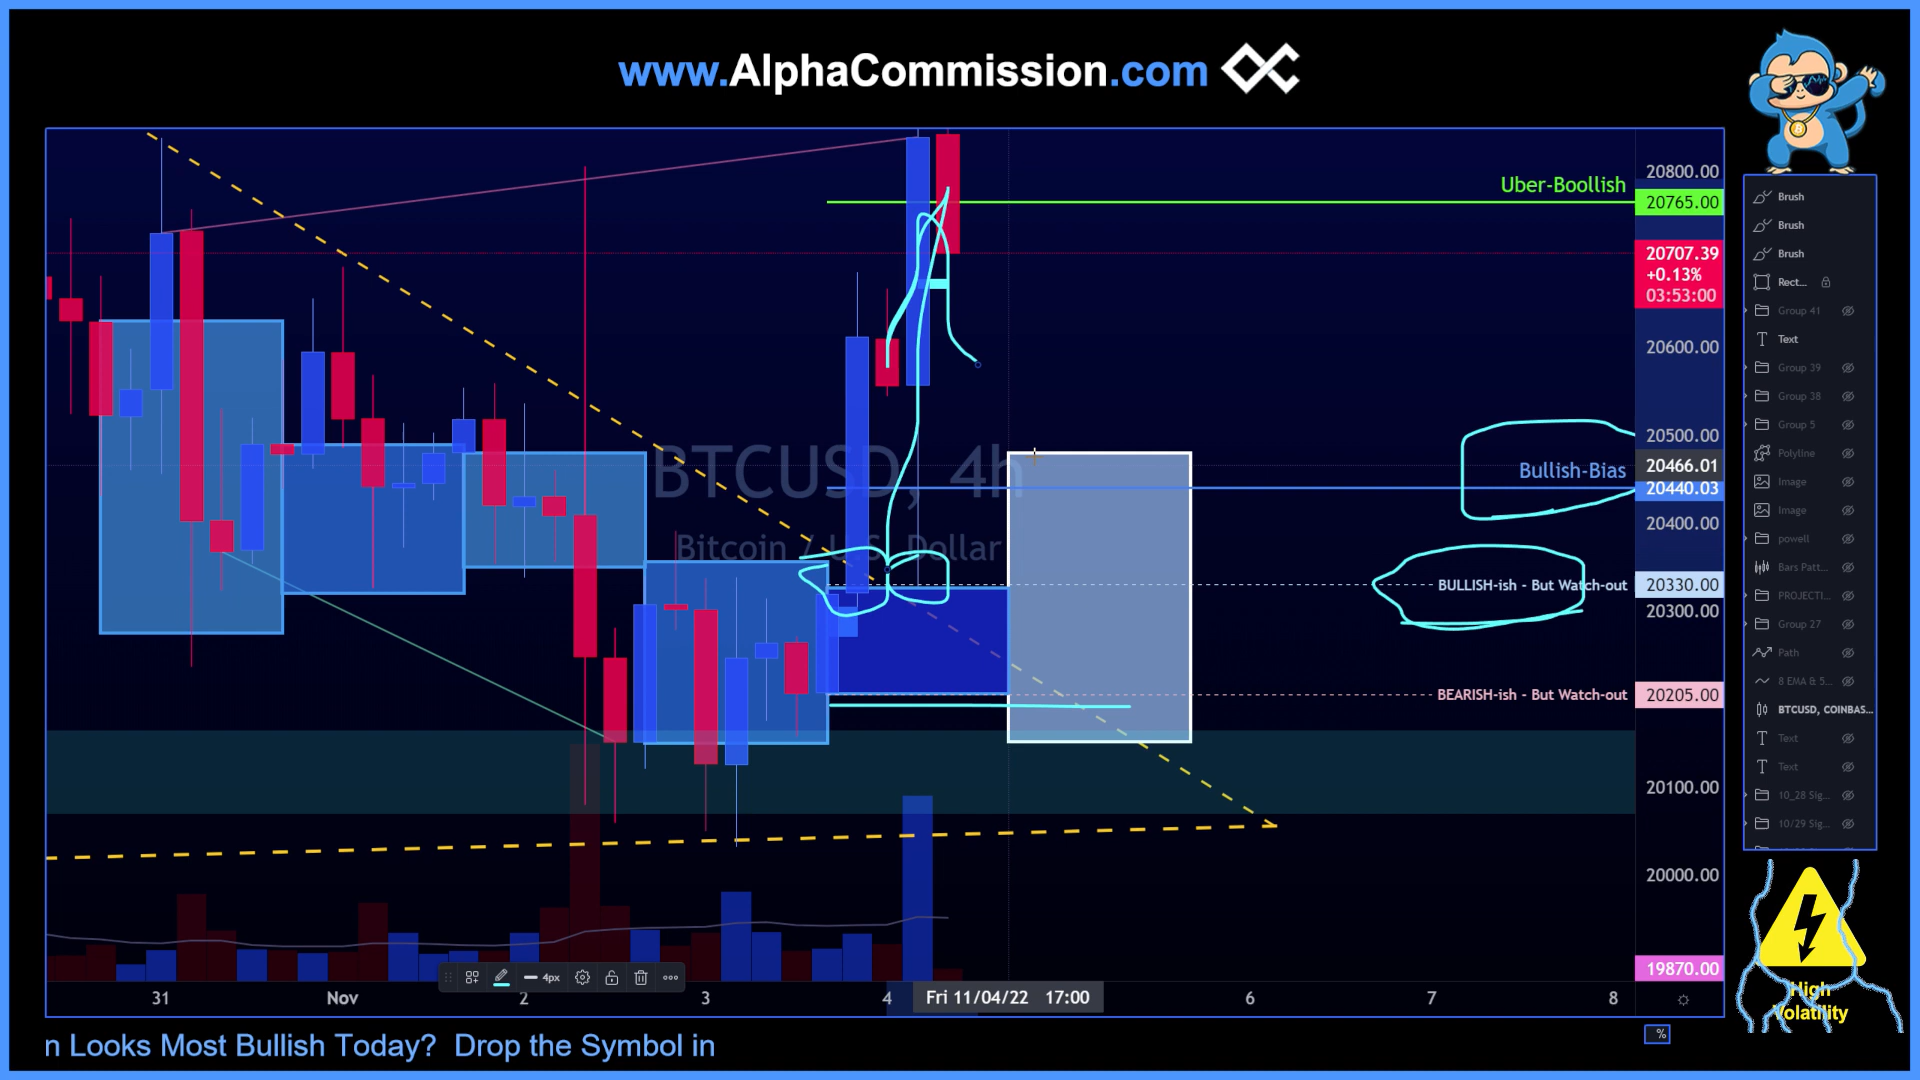 www.AlphaCommission.com
Uber-Boollish
20800.00
20765.00
20707.39
+0.13%
03:53:00
20600.00
20500.00
20466.01
Bullish-Bias
20440.03
20400.00
BTCUSD, 4h
Bitcoin / U.S. Dollar
BULLISH-ish - But Watch-out
20330.00
20300.00
BEARISH-ish - But Watch-out
20205.00
20100.00
20000.00
19870.00
4px
31
Nov
2
3
4
Fri 11/04/22 17:00
6
7
8
Brush
Brush
Brush
Rect...
Group 41
Text
Group 39
Group 38
Group 5
Polyline
Image
Image
powell
Bars Patt...
PROJECTI...
Group 27
Path
8 EMA & 5...
BTCUSD, COINBAS...
Text
Text
10_28 Sig...
10/29 Sig...
High
Volatility
%
n Looks Most Bullish Today? Drop the Symbol in